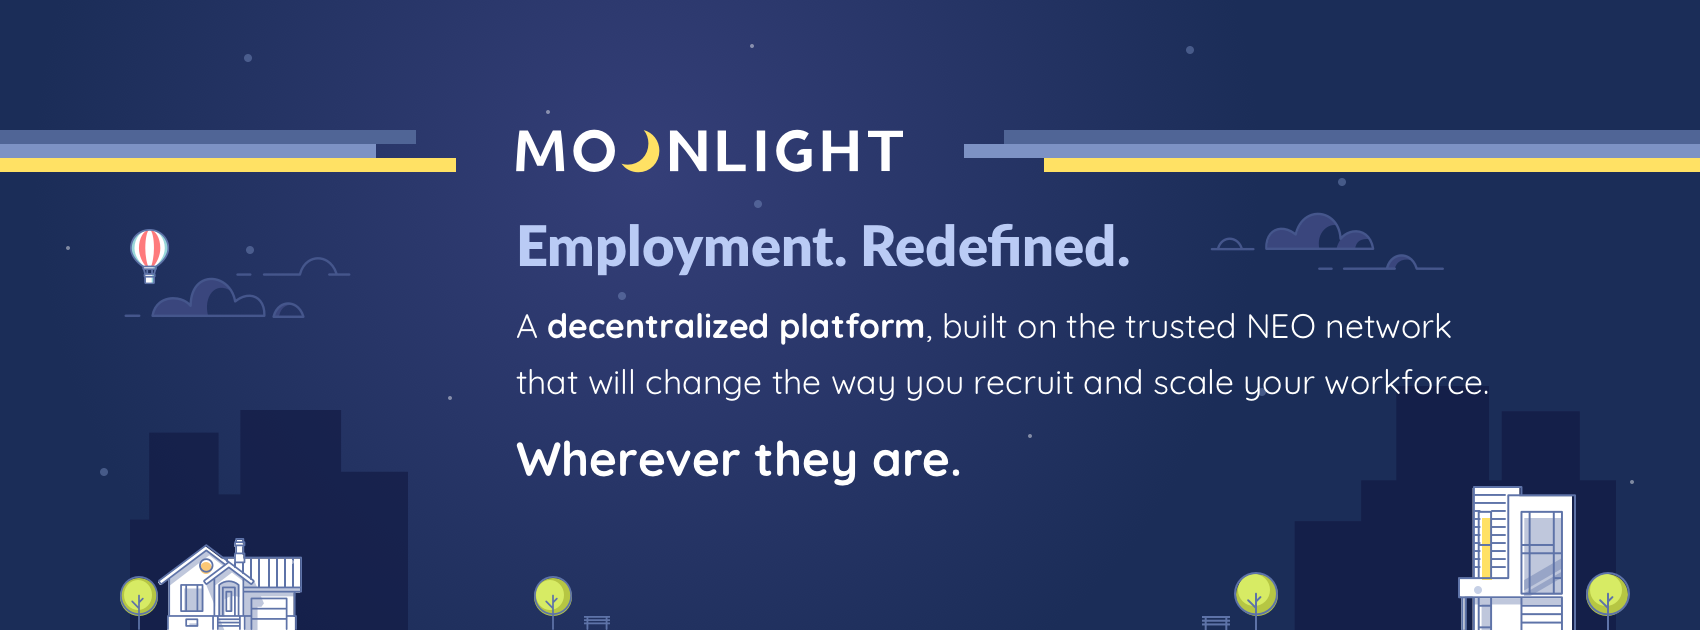 MOONLIGHT
Employment. Redefined.
A decentralized platform, built on the trusted NEO network
that will change the way you recruit and scale your workforce.
Wherever they are.